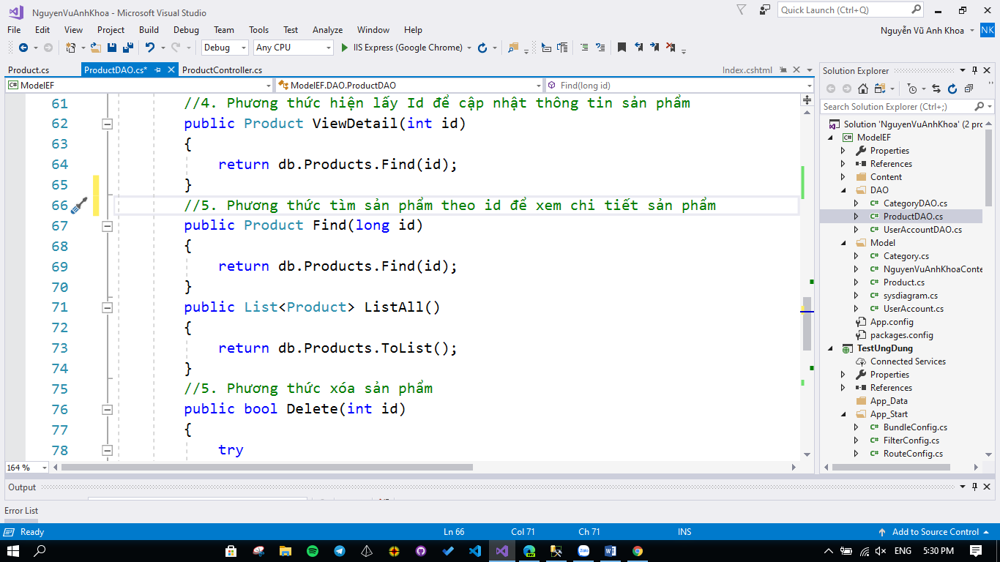 NguyenVuAnhKhoa - Microsoft Visual Studio
Quick Launch (Ctrl+Q)
File Edit View Project Build Debug Team Tools Test Analyze Window Help
Nguyễn Vũ Anh Khoa NK
Debug Any CPU IIS Express (Google Chrome)
Product.cs ProductDAO.cs* ProductController.cs Index.cshtml
ModelEF ModelEF.DAO.ProductDAO Find(long id)
61 //4. Phương thức hiện lấy Id để cập nhật thông tin sản phẩm
62 public Product ViewDetail(int id)
63 {
64 return db.Products.Find(id);
65 }
66 //5. Phương thức tìm sản phẩm theo id để xem chi tiết sản phẩm
67 public Product Find(long id)
68 {
69 return db.Products.Find(id);
70 }
71 public List<Product> ListAll()
72 {
73 return db.Products.ToList();
74 }
75 //5. Phương thức xóa sản phẩm
76 public bool Delete(int id)
77 {
78 try
164 %
Solution Explorer
Search Solution Explorer (Ctrl+;)
Solution 'NguyenVuAnhKhoa' (2 pro
ModelEF
Properties
References
Content
DAO
CategoryDAO.cs
ProductDAO.cs
UserAccountDAO.cs
Model
Category.cs
NguyenVuAnhKhoaConte
Product.cs
sysdiagram.cs
UserAccount.cs
App.config
packages.config
TestUngDung
Connected Services
Properties
References
App_Data
App_Start
BundleConfig.cs
FilterConfig.cs
RouteConfig.cs
Output
Error List
Ready Ln 66 Col 71 Ch 71 INS Add to Source Control
ENG 5:30 PM